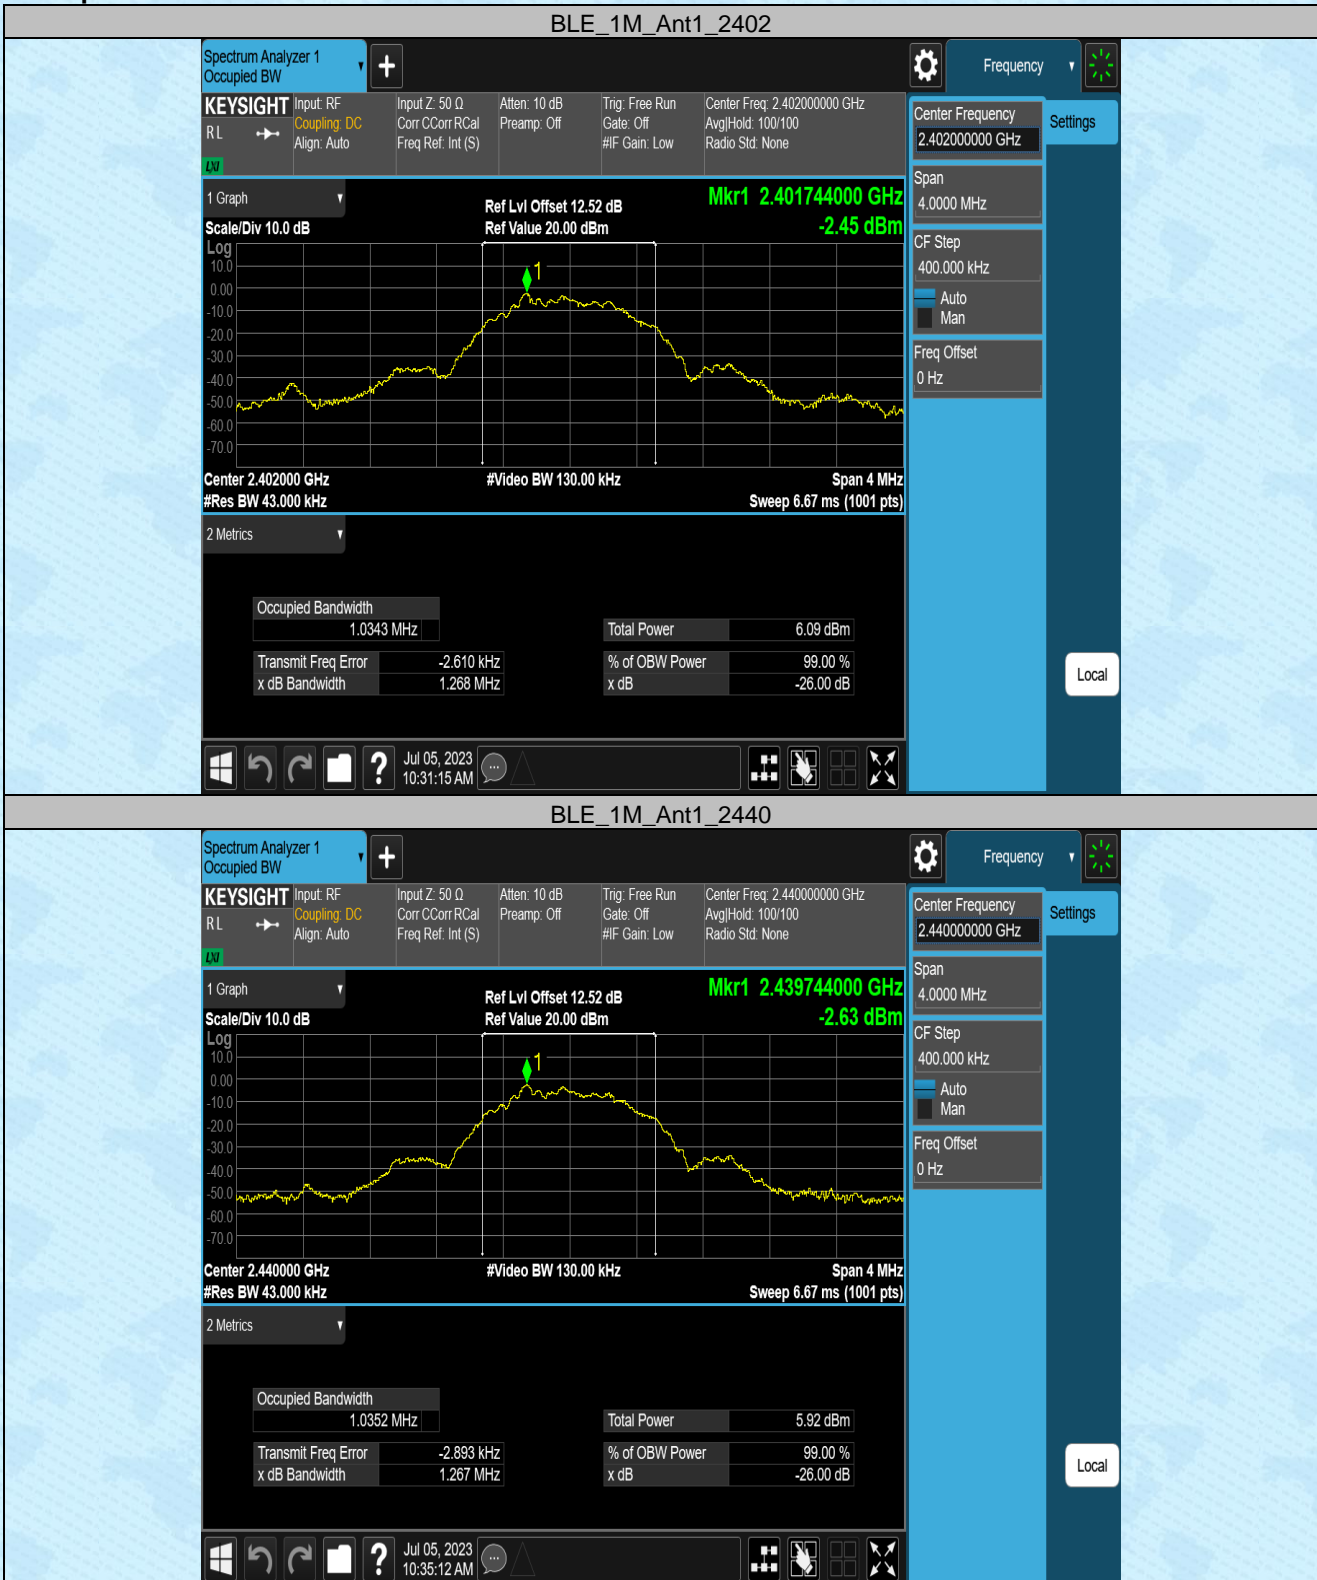 BLE_1M_Ant1_2402
Spectrum Analyzer 1
Occupied BW
Frequency
KEYSIGHT
R L
LXI
Input: RF
Coupling: DC
Align: Auto
Input Z: 50 Ω
Corr CCorr RCal
Freq Ref: Int (S)
Atten: 10 dB
Preamp: Off
Trig: Free Run
Gate: Off
#IF Gain: Low
Center Freq: 2.402000000 GHz
Avg|Hold: 100/100
Radio Std: None
Center Frequency
2.402000000 GHz
Settings
Span
4.0000 MHz
CF Step
400.000 kHz
Auto
Man
Freq Offset
0 Hz
Local
1 Graph
Scale/Div 10.0 dB
Ref Lvl Offset 12.52 dB
Ref Value 20.00 dBm
Mkr1 2.401744000 GHz
-2.45 dBm
Log
10.0
0.00
-10.0
-20.0
-30.0
-40.0
-50.0
-60.0
-70.0
1
Center 2.402000 GHz
#Video BW 130.00 kHz
Span 4 MHz
#Res BW 43.000 kHz
Sweep 6.67 ms (1001 pts)
2 Metrics
Occupied Bandwidth
1.0343 MHz
Total Power 6.09 dBm
Transmit Freq Error -2.610 kHz
% of OBW Power 99.00 %
x dB Bandwidth 1.268 MHz
x dB -26.00 dB
?
Jul 05, 2023
10:31:15 AM
BLE_1M_Ant1_2440
Spectrum Analyzer 1
Occupied BW
Frequency
KEYSIGHT
R L
LXI
Input: RF
Coupling: DC
Align: Auto
Input Z: 50 Ω
Corr CCorr RCal
Freq Ref: Int (S)
Atten: 10 dB
Preamp: Off
Trig: Free Run
Gate: Off
#IF Gain: Low
Center Freq: 2.440000000 GHz
Avg|Hold: 100/100
Radio Std: None
Center Frequency
2.440000000 GHz
Settings
Span
4.0000 MHz
CF Step
400.000 kHz
Auto
Man
Freq Offset
0 Hz
Local
1 Graph
Scale/Div 10.0 dB
Ref Lvl Offset 12.52 dB
Ref Value 20.00 dBm
Mkr1 2.439744000 GHz
-2.63 dBm
Log
10.0
0.00
-10.0
-20.0
-30.0
-40.0
-50.0
-60.0
-70.0
1
Center 2.440000 GHz
#Video BW 130.00 kHz
Span 4 MHz
#Res BW 43.000 kHz
Sweep 6.67 ms (1001 pts)
2 Metrics
Occupied Bandwidth
1.0352 MHz
Total Power 5.92 dBm
Transmit Freq Error -2.893 kHz
% of OBW Power 99.00 %
x dB Bandwidth 1.267 MHz
x dB -26.00 dB
?
Jul 05, 2023
10:35:12 AM